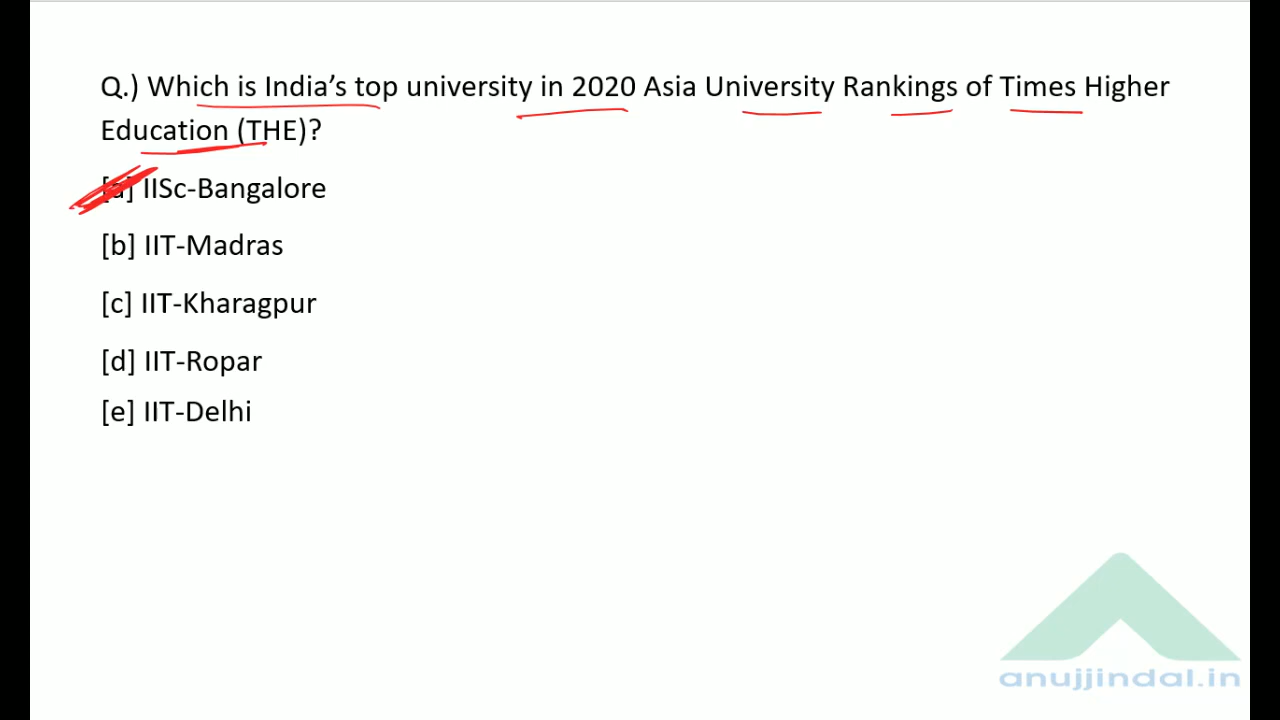 Q.) Which is India's top university in 2020 Asia University Rankings of Times Higher
Education (THE)?
[a] IISc-Bangalore
[b] IIT-Madras
[c] IIT-Kharagpur
[d] IIT-Ropar
[e] IIT-Delhi
anujjindal.in